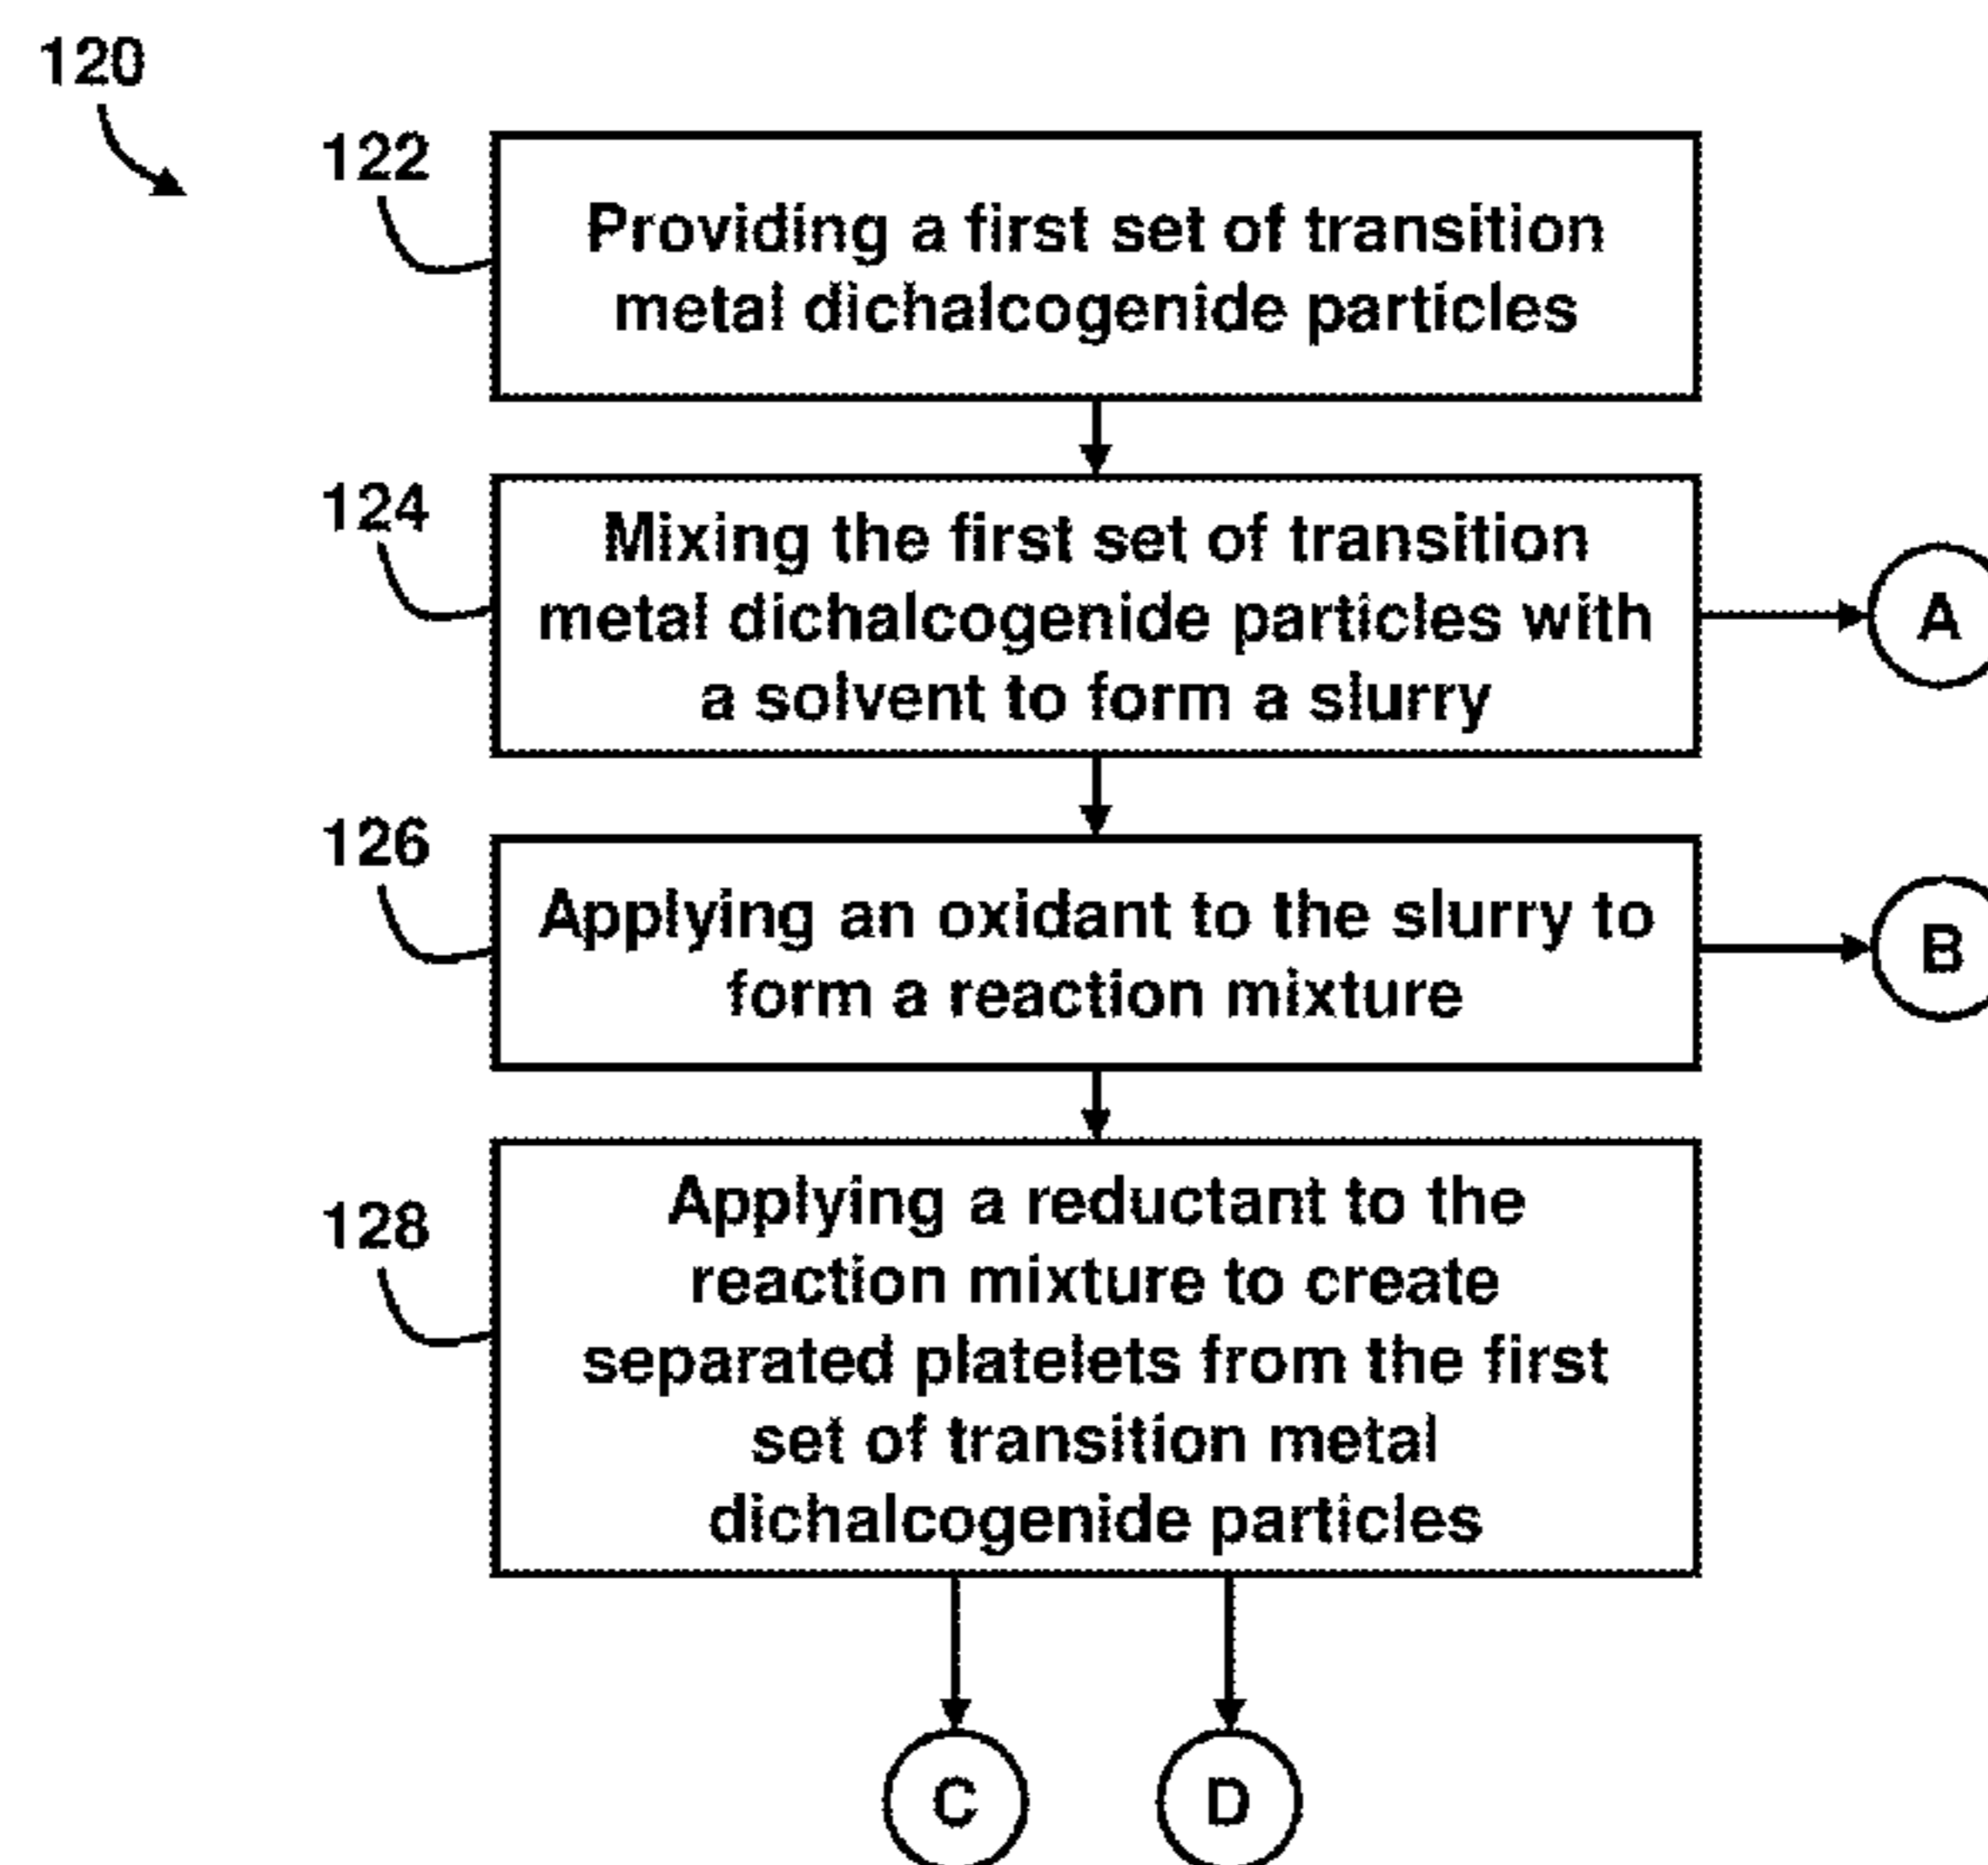 120
122
Providing a first set of transition
metal dichalcogenide particles
124
Mixing the first set of transition
metal dichalcogenide particles with
a solvent to form a slurry
A
126
Applying an oxidant to the slurry to
form a reaction mixture
B
128
Applying a reductant to the
reaction mixture to create
separated platelets from the first
set of transition metal
dichalcogenide particles
C
D